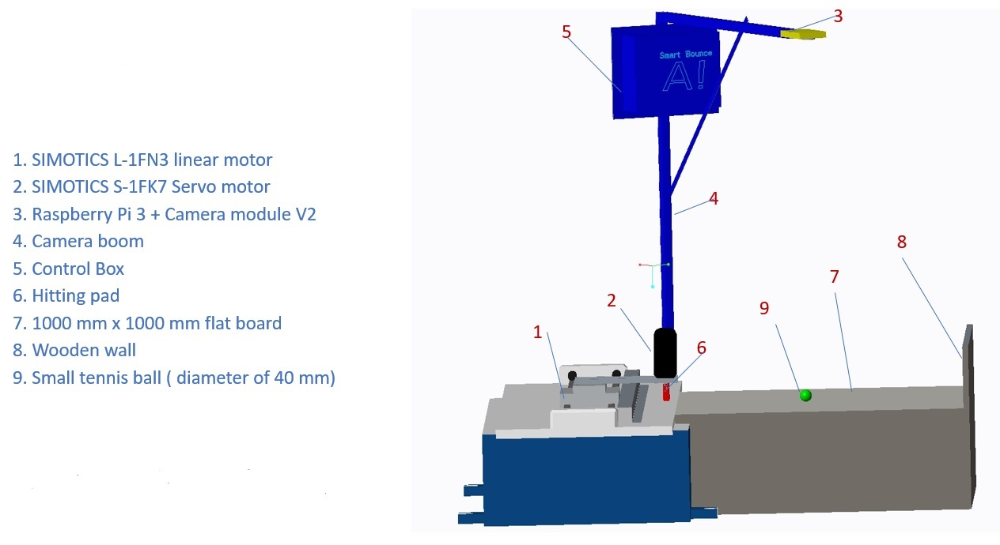 3
5
Smart Bounce
A!
1. SIMOTICS L-1FN3 linear motor
2. SIMOTICS S-1FK7 Servo motor
3. Raspberry Pi 3 + Camera module V2
4. Camera boom
5. Control Box
6. Hitting pad
7. 1000 mm x 1000 mm flat board
8. Wooden wall
9. Small tennis ball ( diameter of 40 mm)
4
8
7
2
9
1
6